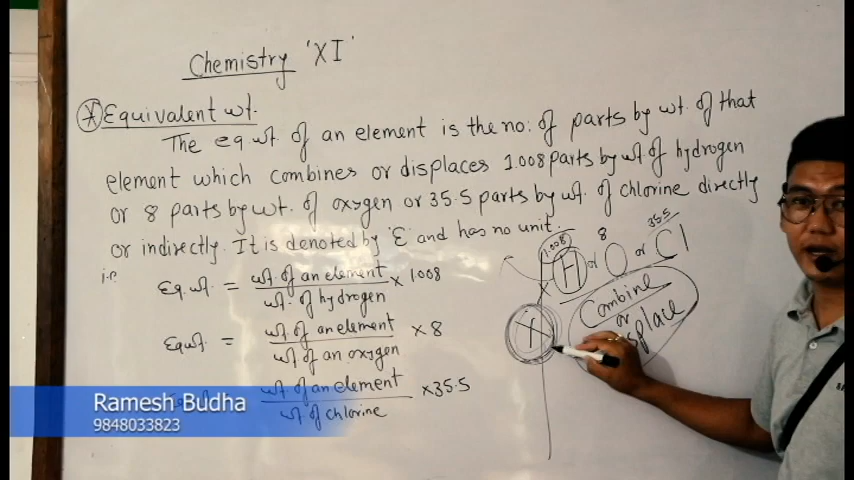 Chemistry 'XI'
* Equivalent wt.
The eq wt of an element is the no: of parts by wt. of that
element which combines or displaces 1.008 parts by wt of hydrogen
or 8 parts by wt. of oxygen or 35.5 parts by wt. of chlorine directly
or indirectly. It is denoted by 'E' and has no unit.
i.e
Eq. wt. = wt. of an element / wt. of hydrogen × 1.008
Eq wt. = wt. of an element / wt of an oxygen × 8
wt. of an element / wt. of chlorine × 35.5
1.008 8 35.5
H or O or Cl
X
Combine
or
splace
Ramesh Budha
9848033823